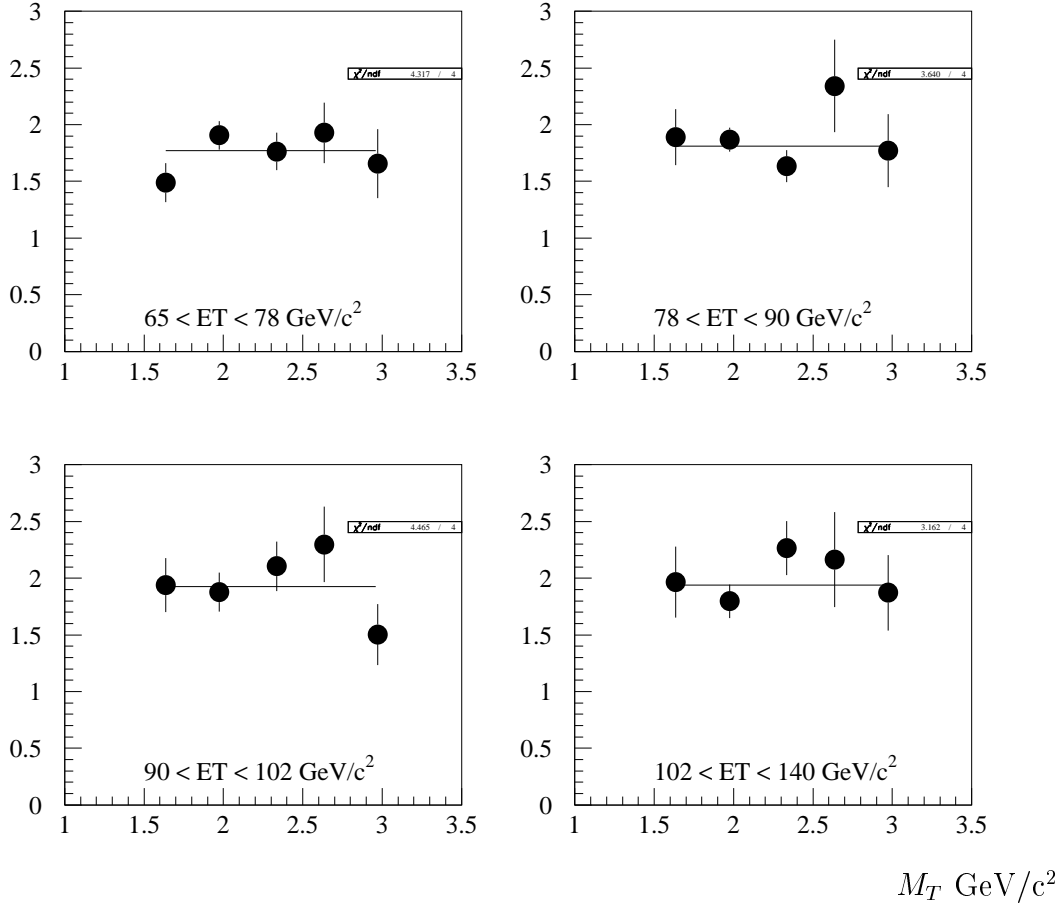 3
2.5
2
1.5
1
0.5
0
χ²/ndf 4.317 / 4
65 < ET < 78 GeV/c²
1 1.5 2 2.5 3 3.5
3
2.5
2
1.5
1
0.5
0
χ²/ndf 3.640 / 4
78 < ET < 90 GeV/c²
1 1.5 2 2.5 3 3.5
3
2.5
2
1.5
1
0.5
0
χ²/ndf 4.465 / 4
90 < ET < 102 GeV/c²
1 1.5 2 2.5 3 3.5
3
2.5
2
1.5
1
0.5
0
χ²/ndf 3.162 / 4
102 < ET < 140 GeV/c²
1 1.5 2 2.5 3 3.5
M_T GeV/c²